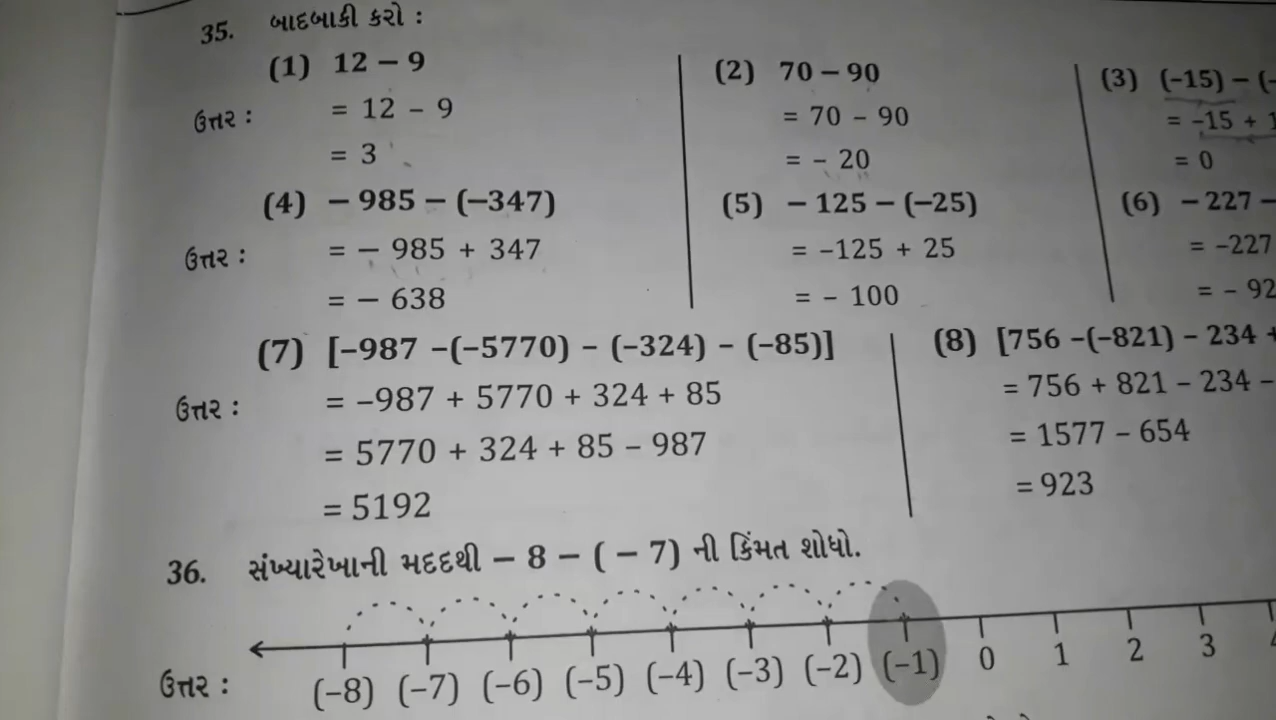 35. બાદબાકી કરો :
(1) 12 – 9
ઉત્તર : = 12 – 9
= 3
(2) 70 – 90
= 70 – 90
= – 20
(3) (–15) – (–
= –15 + 1
= 0
(4) – 985 – (–347)
ઉત્તર : = – 985 + 347
= – 638
(5) – 125 – (–25)
= –125 + 25
= – 100
(6) – 227 –
= –227
= – 92
(7) [–987 –(–5770) – (–324) – (–85)]
ઉત્તર : = –987 + 5770 + 324 + 85
= 5770 + 324 + 85 – 987
= 5192
(8) [756 –(–821) – 234 +
= 756 + 821 – 234 –
= 1577 – 654
= 923
36. સંખ્યારેખાની મદદથી – 8 – ( – 7) ની કિંમત શોધો.
ઉત્તર : (–8) (–7) (–6) (–5) (–4) (–3) (–2) (–1) 0 1 2 3